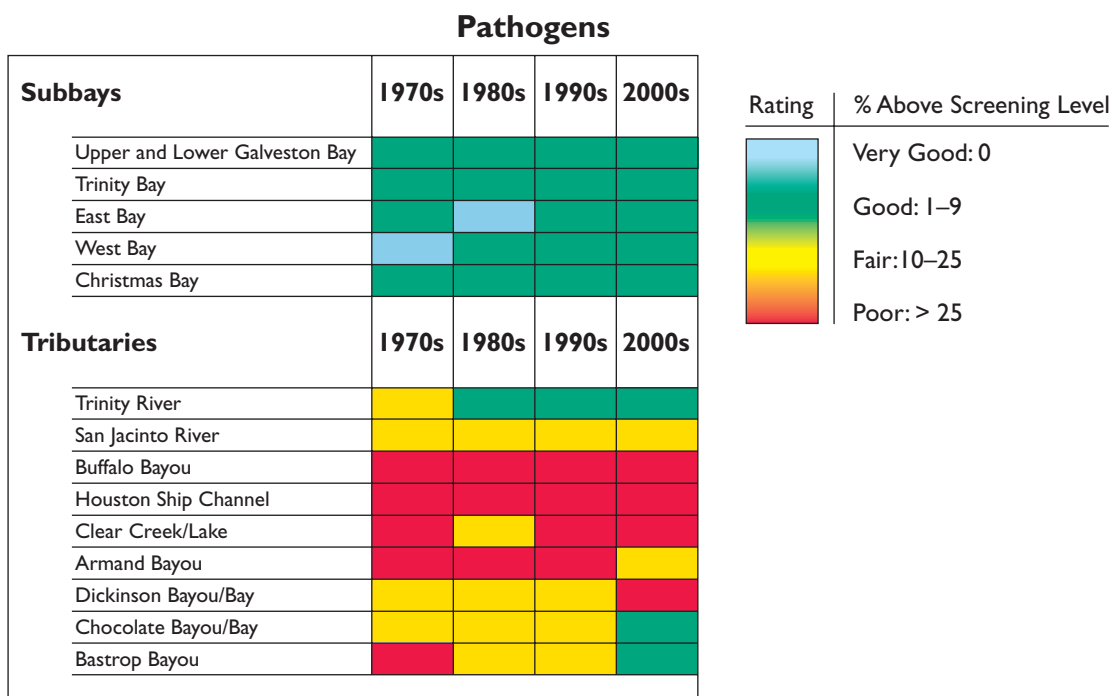 Pathogens
Subbays 1970s 1980s 1990s 2000s
Upper and Lower Galveston Bay
Trinity Bay
East Bay
West Bay
Christmas Bay
Tributaries 1970s 1980s 1990s 2000s
Trinity River
San Jacinto River
Buffalo Bayou
Houston Ship Channel
Clear Creek/Lake
Armand Bayou
Dickinson Bayou/Bay
Chocolate Bayou/Bay
Bastrop Bayou
Rating % Above Screening Level
Very Good: 0
Good: 1–9
Fair:10–25
Poor: > 25